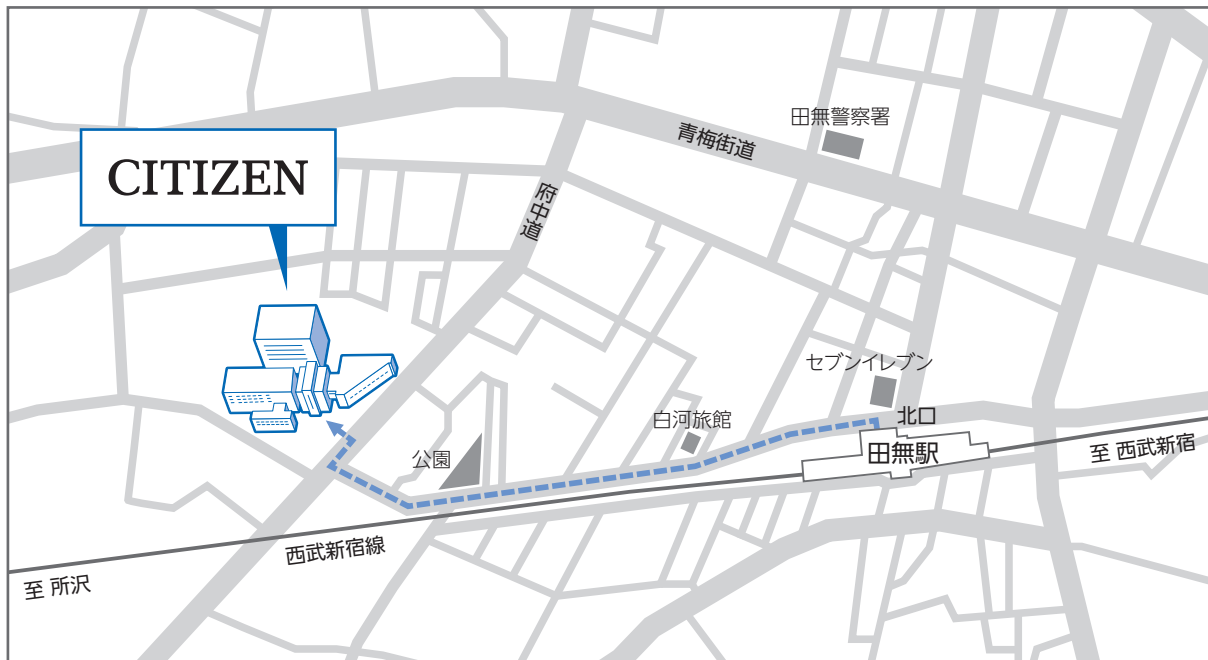 田無警察署
青梅街道
CITIZEN
府中道
セブンイレブン
白河旅館
北口
公園
田無駅
至 西武新宿
西武新宿線
至 所沢